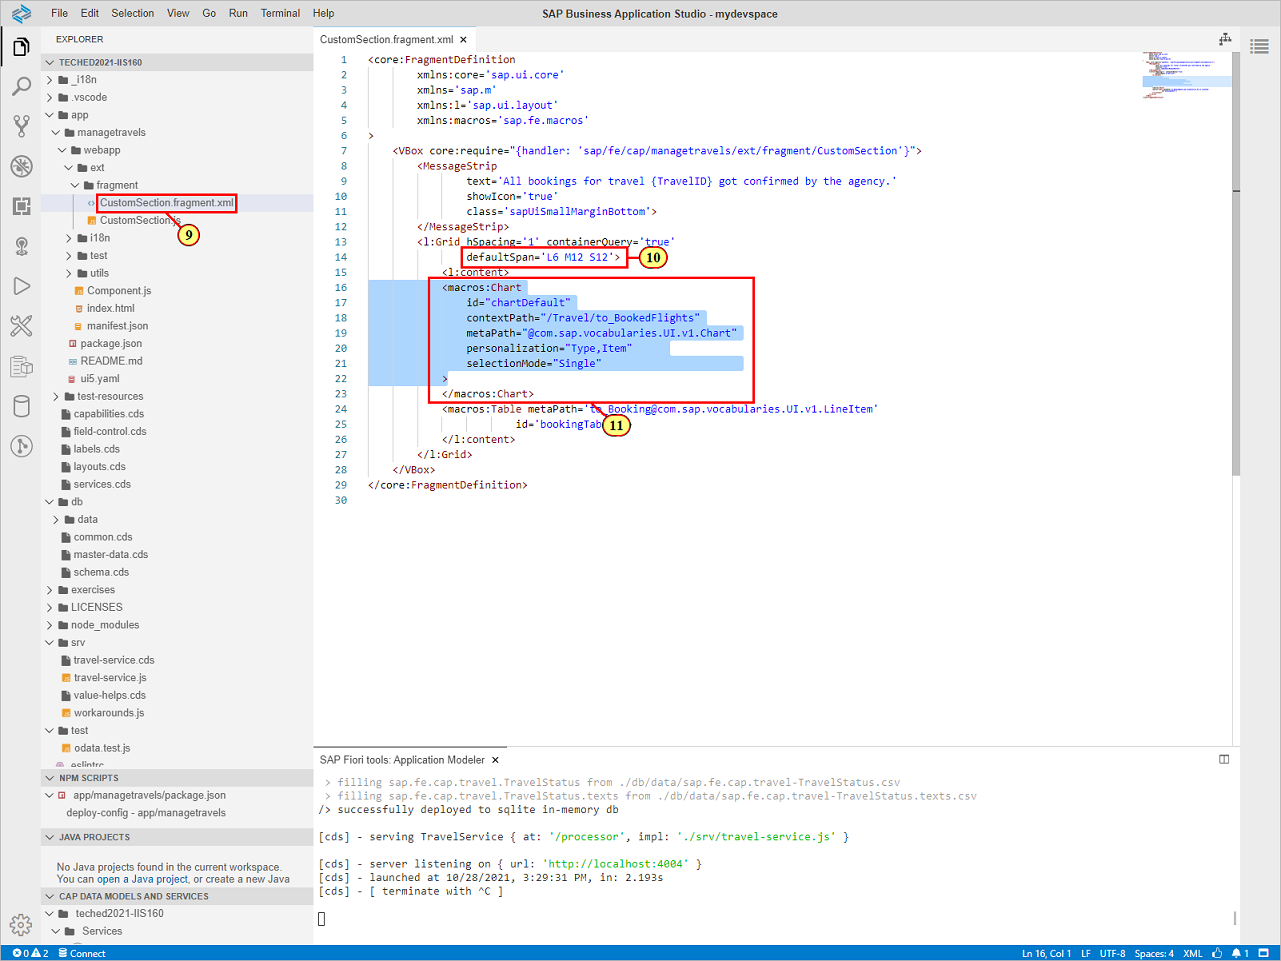 File Edit Selection View Go Run Terminal Help
SAP Business Application Studio - mydevspace
EXPLORER
TECHED2021-IIS160
_i18n
.vscode
app
managetravels
webapp
ext
fragment
CustomSection.fragment.xml
CustomSection.js
9
i18n
test
utils
Component.js
index.html
manifest.json
package.json
README.md
ui5.yaml
test-resources
capabilities.cds
field-control.cds
labels.cds
layouts.cds
services.cds
db
data
common.cds
master-data.cds
schema.cds
exercises
LICENSES
node_modules
srv
travel-service.cds
travel-service.js
value-helps.cds
workarounds.js
test
odata.test.js
.eslintrc
NPM SCRIPTS
app/managetravels/package.json
deploy-config - app/managetravels
JAVA PROJECTS
No Java projects found in the current workspace.
You can open a Java project, or create a new Java
CAP DATA MODELS AND SERVICES
teched2021-IIS160
Services
CustomSection.fragment.xml
1 <core:FragmentDefinition
2 xmlns:core='sap.ui.core'
3 xmlns='sap.m'
4 xmlns:l='sap.ui.layout'
5 xmlns:macros='sap.fe.macros'
6 >
7 <VBox core:require="{handler: 'sap/fe/cap/managetravels/ext/fragment/CustomSection'}">
8 <MessageStrip
9 text='All bookings for travel {TravelID} got confirmed by the agency.'
10 showIcon='true'
11 class='sapUiSmallMarginBottom'>
12 </MessageStrip>
13 <l:Grid hSpacing='1' containerQuery='true'
14 defaultSpan='L6 M12 S12'>
10
15 <l:content>
16 <macros:Chart
17 id="chartDefault"
18 contextPath="/Travel/to_BookedFlights"
19 metaPath="@com.sap.vocabularies.UI.v1.Chart"
20 personalization="Type,Item"
21 selectionMode="Single"
22 >
23 </macros:Chart>
24 <macros:Table metaPath='to_Booking@com.sap.vocabularies.UI.v1.LineItem'
25 id='bookingTab
11
26 </l:content>
27 </l:Grid>
28 </VBox>
29 </core:FragmentDefinition>
30
SAP Fiori tools: Application Modeler
> filling sap.fe.cap.travel.TravelStatus from ./db/data/sap.fe.cap.travel-TravelStatus.csv
> filling sap.fe.cap.travel.TravelStatus.texts from ./db/data/sap.fe.cap.travel-TravelStatus.texts.csv
/> successfully deployed to sqlite in-memory db
[cds] - serving TravelService { at: '/processor', impl: './srv/travel-service.js' }
[cds] - server listening on { url: 'http://localhost:4004' }
[cds] - launched at 10/28/2021, 3:29:31 PM, in: 2.193s
[cds] - [ terminate with ^C ]
0 2 Connect
Ln 16, Col 1 LF UTF-8 Spaces: 4 XML 1